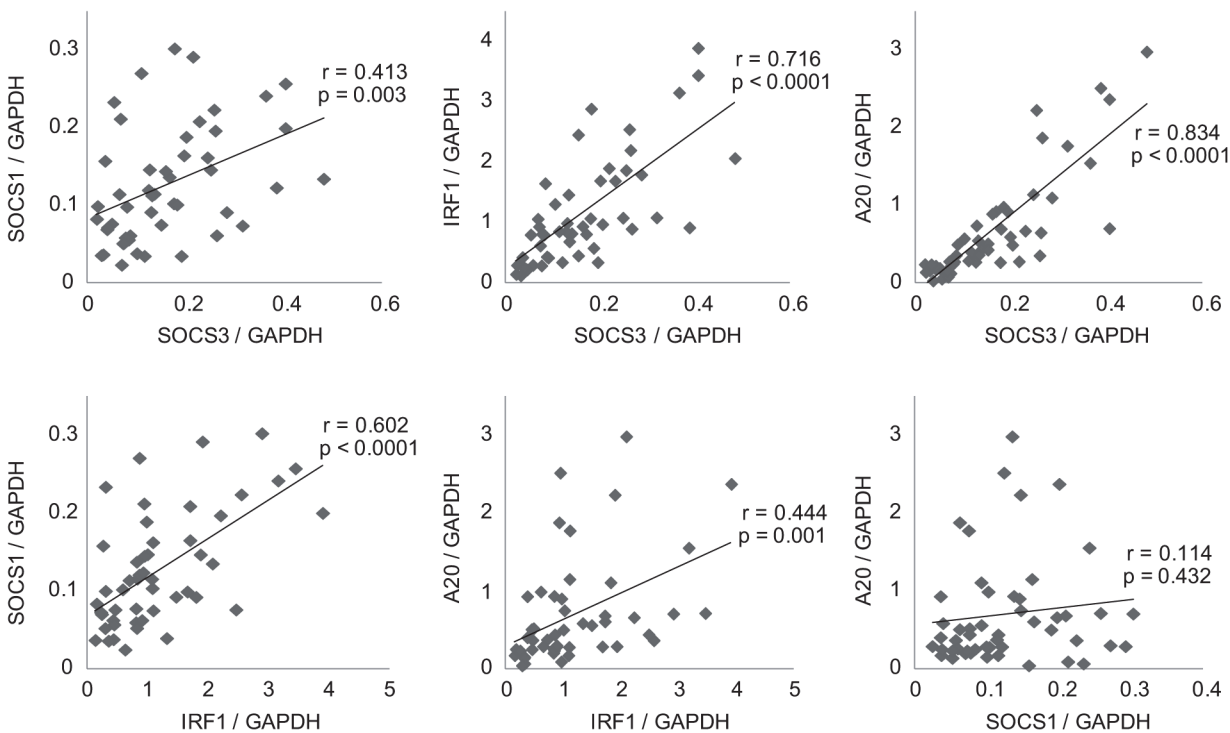 0.3
0.2
0.1
0
0
0.2
0.4
0.6
SOCS1 / GAPDH
SOCS3 / GAPDH
r = 0.413
p = 0.003
4
3
2
1
0
0
0.2
0.4
0.6
IRF1 / GAPDH
SOCS3 / GAPDH
r = 0.716
p < 0.0001
3
2
1
0
0
0.2
0.4
0.6
A20 / GAPDH
SOCS3 / GAPDH
r = 0.834
p < 0.0001
0.3
0.2
0.1
0
0
1
2
3
4
5
SOCS1 / GAPDH
IRF1 / GAPDH
r = 0.602
p < 0.0001
3
2
1
0
0
1
2
3
4
5
A20 / GAPDH
IRF1 / GAPDH
r = 0.444
p = 0.001
3
2
1
0
0
0.1
0.2
0.3
0.4
A20 / GAPDH
SOCS1 / GAPDH
r = 0.114
p = 0.432